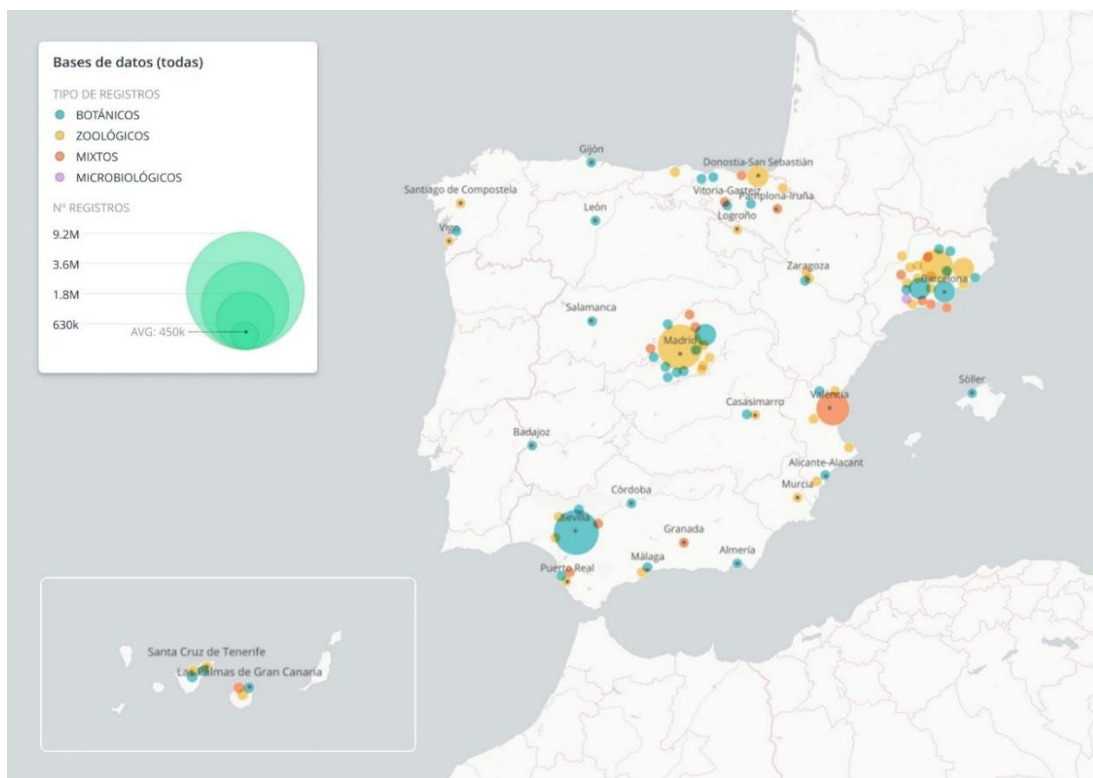 Bases de datos (todas)
TIPO DE REGISTROS
BOTÁNICOS
ZOOLÓGICOS
MIXTOS
MICROBIOLÓGICOS
Nº REGISTROS
9.2M
3.6M
1.8M
630k
AVG: 450k
Gijón
Donostia-San Sebastián
Santiago de Compostela
Vitoria-Gasteiz
Pamplona-Iruña
León
Logroño
Vigo
Zaragoza
Barcelona
Salamanca
Madrid
Sóller
València
Casasimarro
Badajoz
Alicante-Alacant
Murcia
Còrdoba
Sevilla
Granada
Almería
Málaga
Puerto Real
Santa Cruz de Tenerife
Las Palmas de Gran Canaria